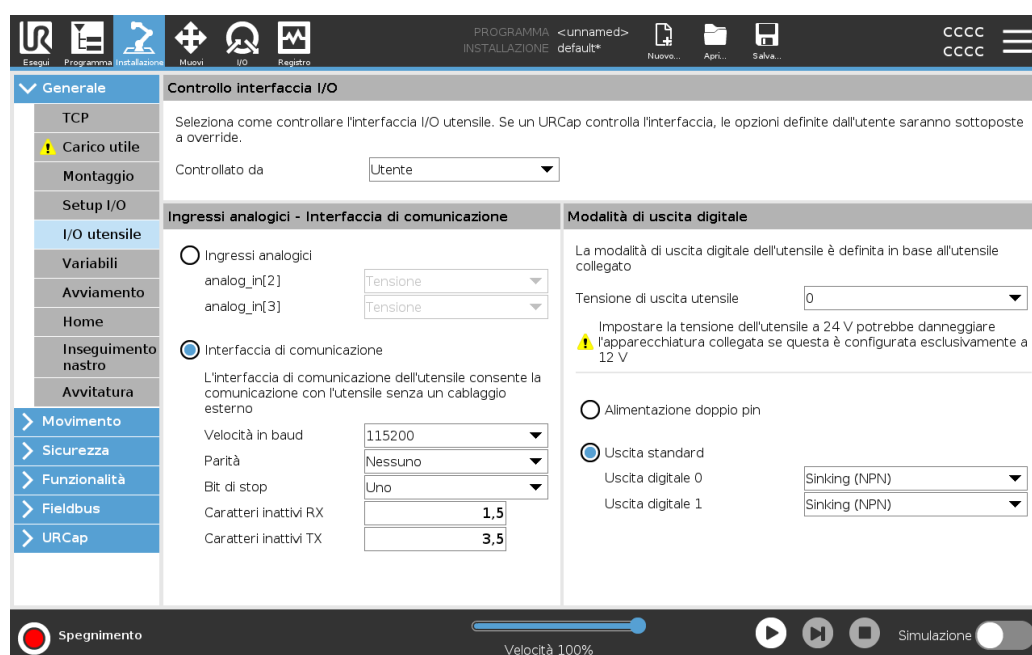 UR
Esegui
Programma
Installazione
Muovi
I/O
Registro
PROGRAMMA <unnamed>
INSTALLAZIONE default*
Nuovo...
Apri...
Salva...
CCCC
CCCC
Generale
TCP
Carico utile
Montaggio
Setup I/O
I/O utensile
Variabili
Avviamento
Home
Inseguimento
nastro
Avvitatura
Movimento
Sicurezza
Funzionalità
Fieldbus
URCap
Controllo interfaccia I/O
Seleziona come controllare l'interfaccia I/O utensile. Se un URCap controlla l'interfaccia, le opzioni definite dall'utente saranno sottoposte
a override.
Controllato da Utente
Ingressi analogici - Interfaccia di comunicazione
Ingressi analogici
analog_in[2] Tensione
analog_in[3] Tensione
Interfaccia di comunicazione
L'interfaccia di comunicazione dell'utensile consente la
comunicazione con l'utensile senza un cablaggio
esterno
Velocità in baud 115200
Parità Nessuno
Bit di stop Uno
Caratteri inattivi RX 1,5
Caratteri inattivi TX 3,5
Modalità di uscita digitale
La modalità di uscita digitale dell'utensile è definita in base all'utensile
collegato
Tensione di uscita utensile 0
Impostare la tensione dell'utensile a 24 V potrebbe danneggiare
l'apparecchiatura collegata se questa è configurata esclusivamente a
12 V
Alimentazione doppio pin
Uscita standard
Uscita digitale 0 Sinking (NPN)
Uscita digitale 1 Sinking (NPN)
Spegnimento
Velocità 100%
Simulazione